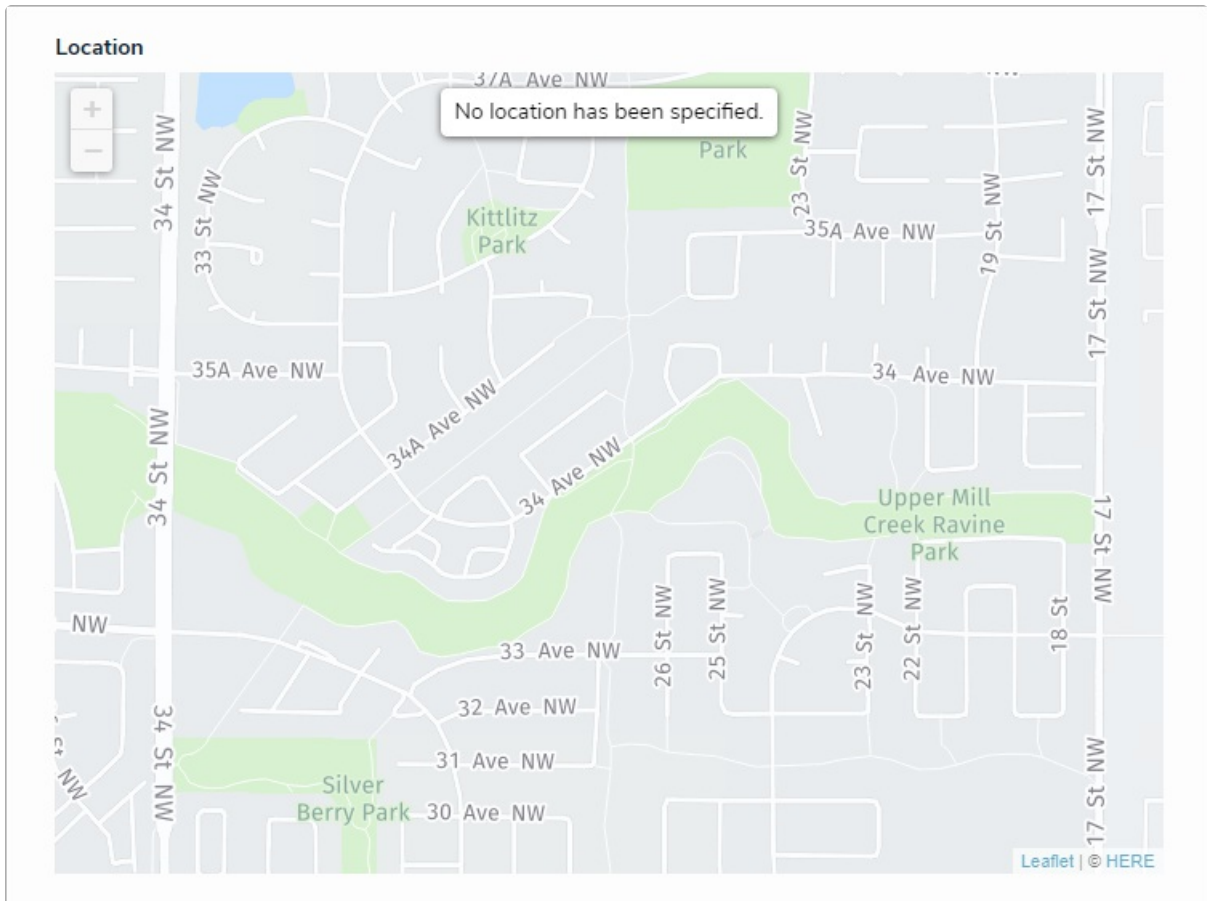 Location
37A Ave NW
NW
+
No location has been specified.
−
34 St NW
23 St NW
17 St NW
Park
33 St NW
19 St NW
Kittlitz
Park
35A Ave NW
17 St NW
35A Ave NW
34 Ave NW
34A Ave NW
34 St NW
34 Ave NW
Upper Mill
Creek Ravine
Park
17 St NW
NW
26 St NW
25 St NW
23 St NW
22 St NW
18 St
33 Ave NW
32 Ave NW
34 St NW
31 Ave NW
17 St NW
Silver
Berry Park
30 Ave NW
Leaflet | © HERE